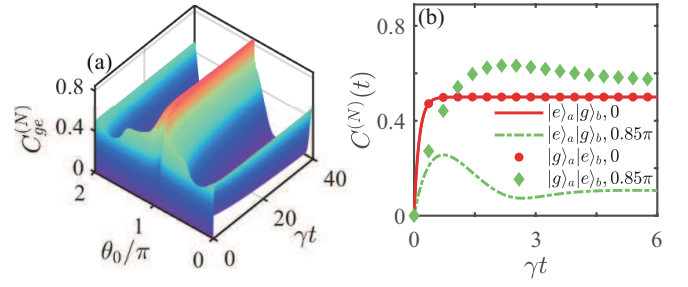 (a)
C_{ge}^{(N)}
0.8
0.4
0
2
1
0
θ_0/π
0
20
40
γt
(b)
C^{(N)}(t)
0.8
0.4
0
|e⟩_a|g⟩_b, 0
|e⟩_a|g⟩_b, 0.85π
|g⟩_a|e⟩_b, 0
|g⟩_a|e⟩_b, 0.85π
0
3
6
γt